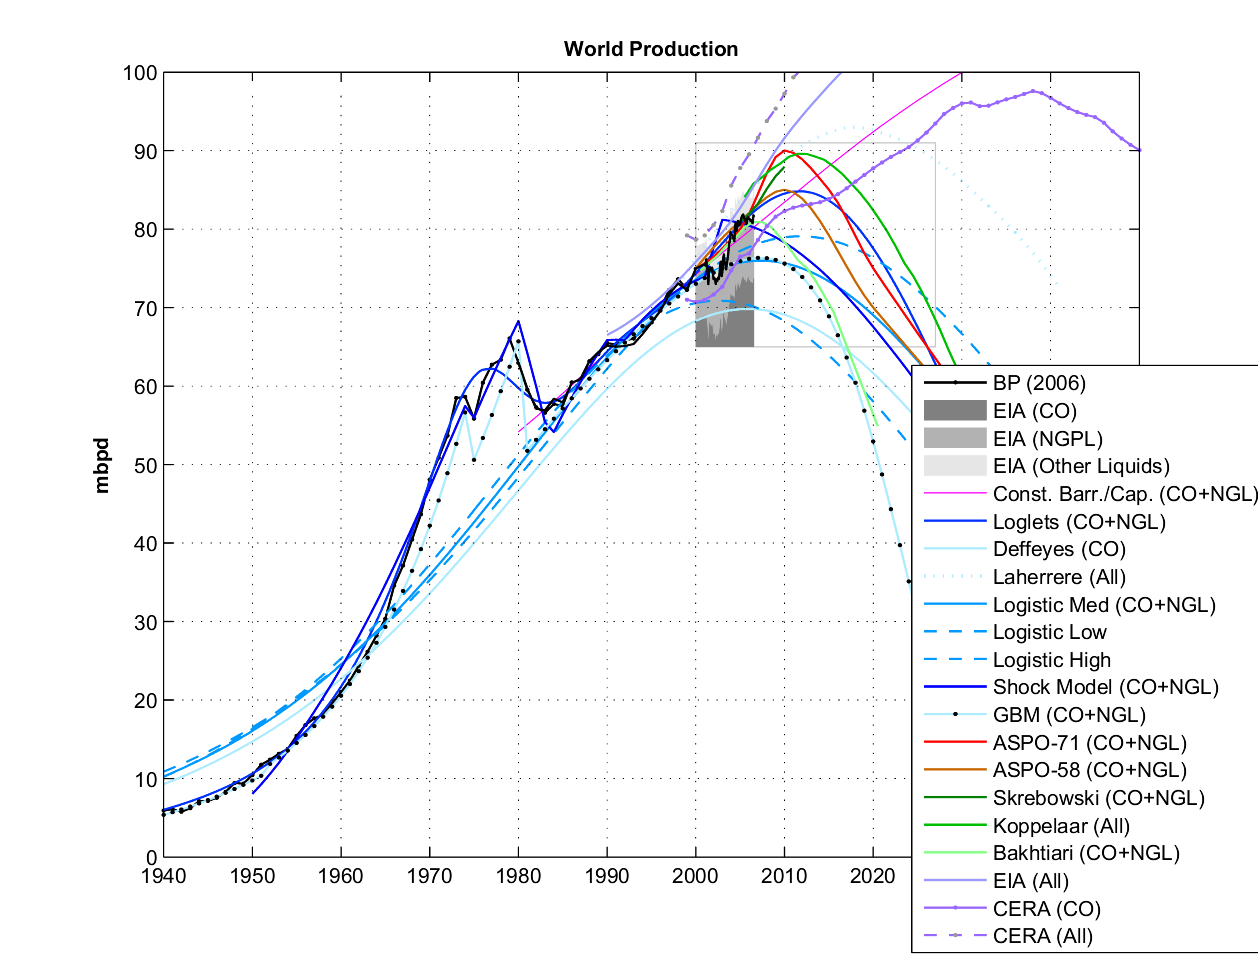 World Production
100
90
80
70
60
50
40
30
20
10
0
mbpd
1940 1950 1960 1970 1980 1990 2000 2010 2020
BP (2006)
EIA (CO)
EIA (NGPL)
EIA (Other Liquids)
Const. Barr./Cap. (CO+NGL)
Loglets (CO+NGL)
Deffeyes (CO)
Laherrere (All)
Logistic Med (CO+NGL)
Logistic Low
Logistic High
Shock Model (CO+NGL)
GBM (CO+NGL)
ASPO-71 (CO+NGL)
ASPO-58 (CO+NGL)
Skrebowski (CO+NGL)
Koppelaar (All)
Bakhtiari (CO+NGL)
EIA (All)
CERA (CO)
CERA (All)